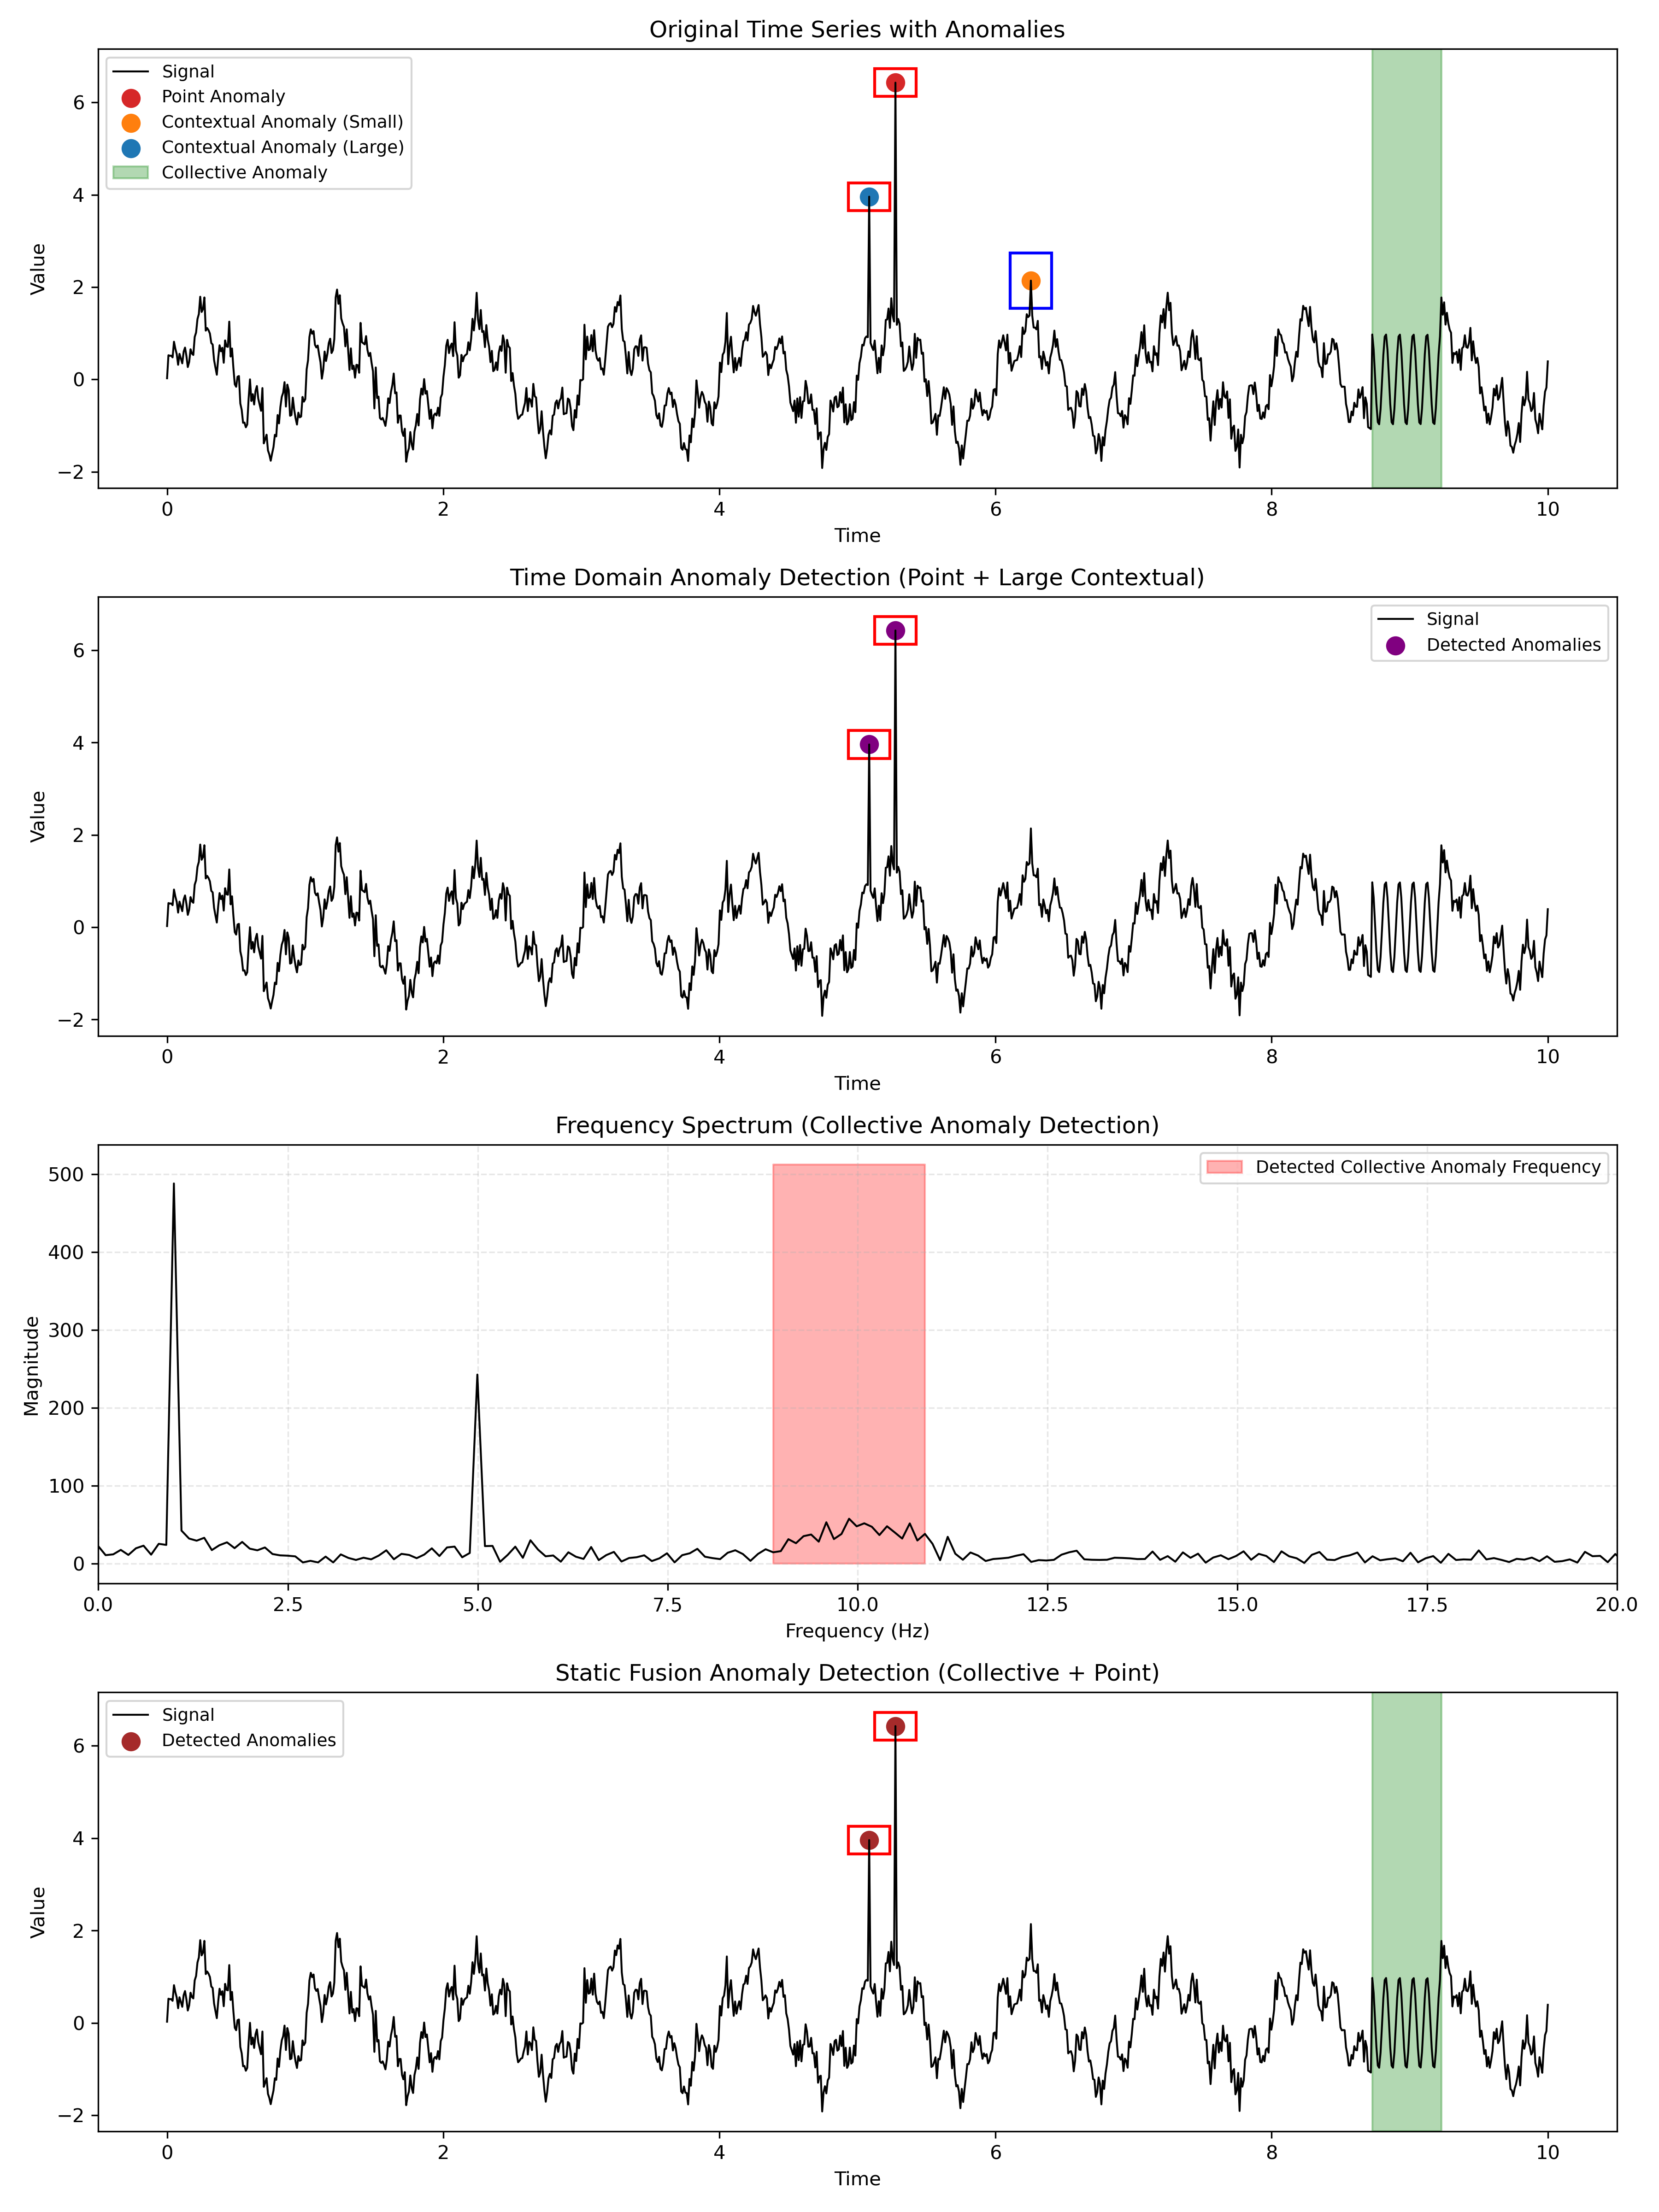 Original Time Series with Anomalies
Signal
Point Anomaly
Contextual Anomaly (Small)
Contextual Anomaly (Large)
Collective Anomaly
Value
6
4
2
0
−2
0 2 4 6 8 10
Time
Time Domain Anomaly Detection (Point + Large Contextual)
Signal
Detected Anomalies
Value
6
4
2
0
−2
0 2 4 6 8 10
Time
Frequency Spectrum (Collective Anomaly Detection)
Detected Collective Anomaly Frequency
Magnitude
500
400
300
200
100
0
0.0 2.5 5.0 7.5 10.0 12.5 15.0 17.5 20.0
Frequency (Hz)
Static Fusion Anomaly Detection (Collective + Point)
Signal
Detected Anomalies
Value
6
4
2
0
−2
0 2 4 6 8 10
Time